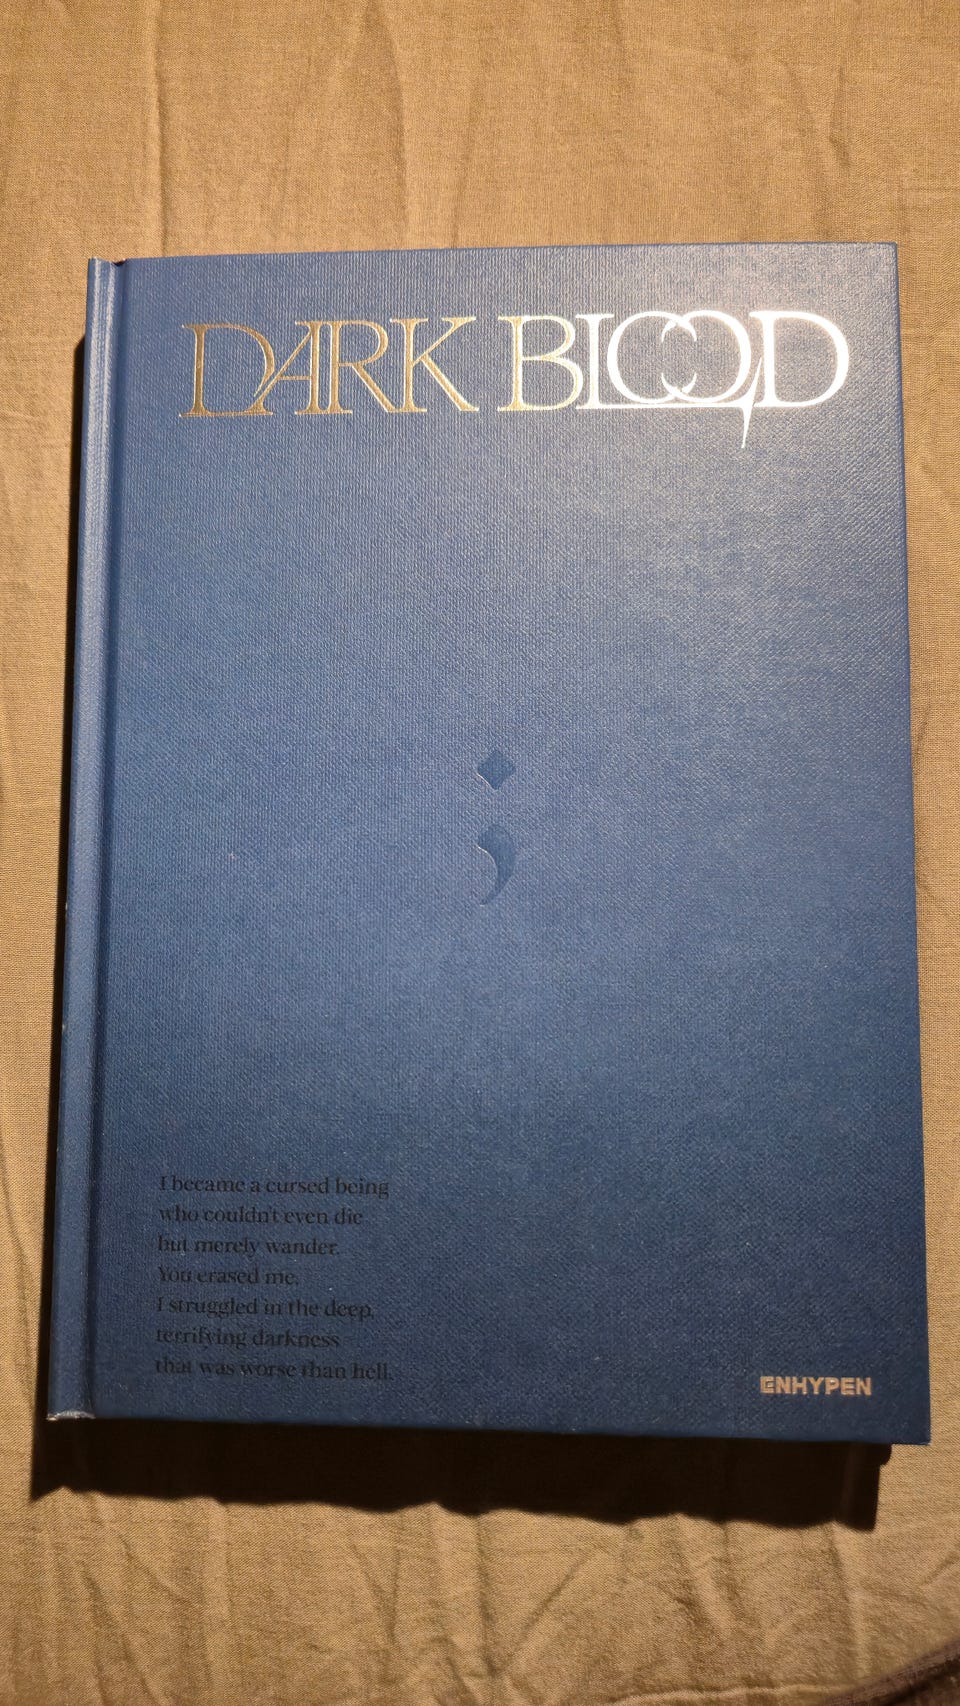 DARK BLOOD
;
I became a cursed being
who couldn't even die
but merely wander.
You erased me.
I struggled in the deep,
terrifying darkness
that was worse than hell.
ENHYPEN